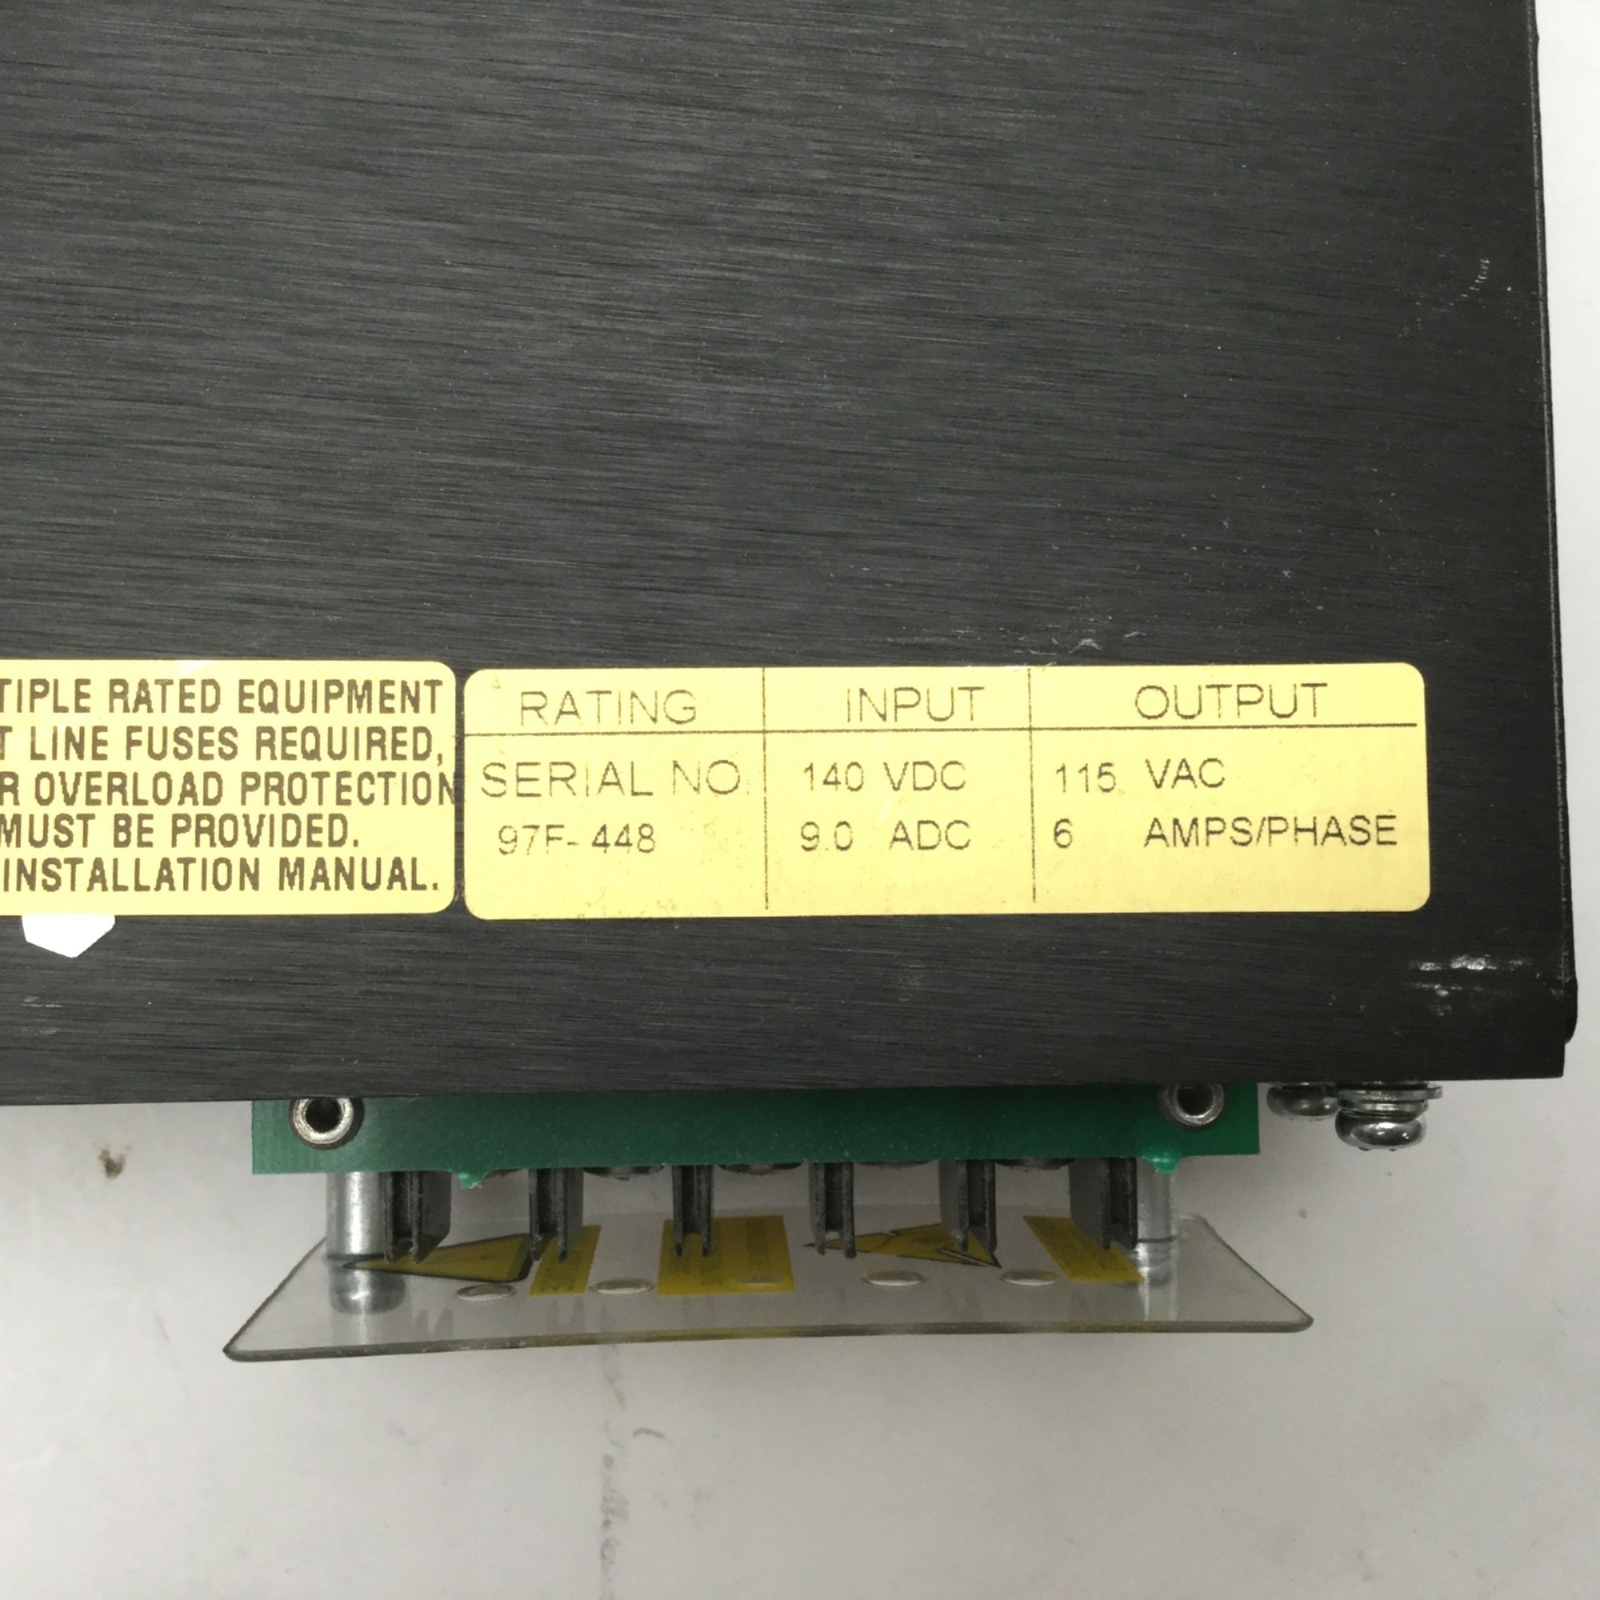 TIPLE RATED EQUIPMENT
T LINE FUSES REQUIRED,
R OVERLOAD PROTECTION
MUST BE PROVIDED.
INSTALLATION MANUAL.
RATING INPUT OUTPUT
SERIAL NO. 140 VDC 115 VAC
97F-448 9.0 ADC 6 AMPS/PHASE